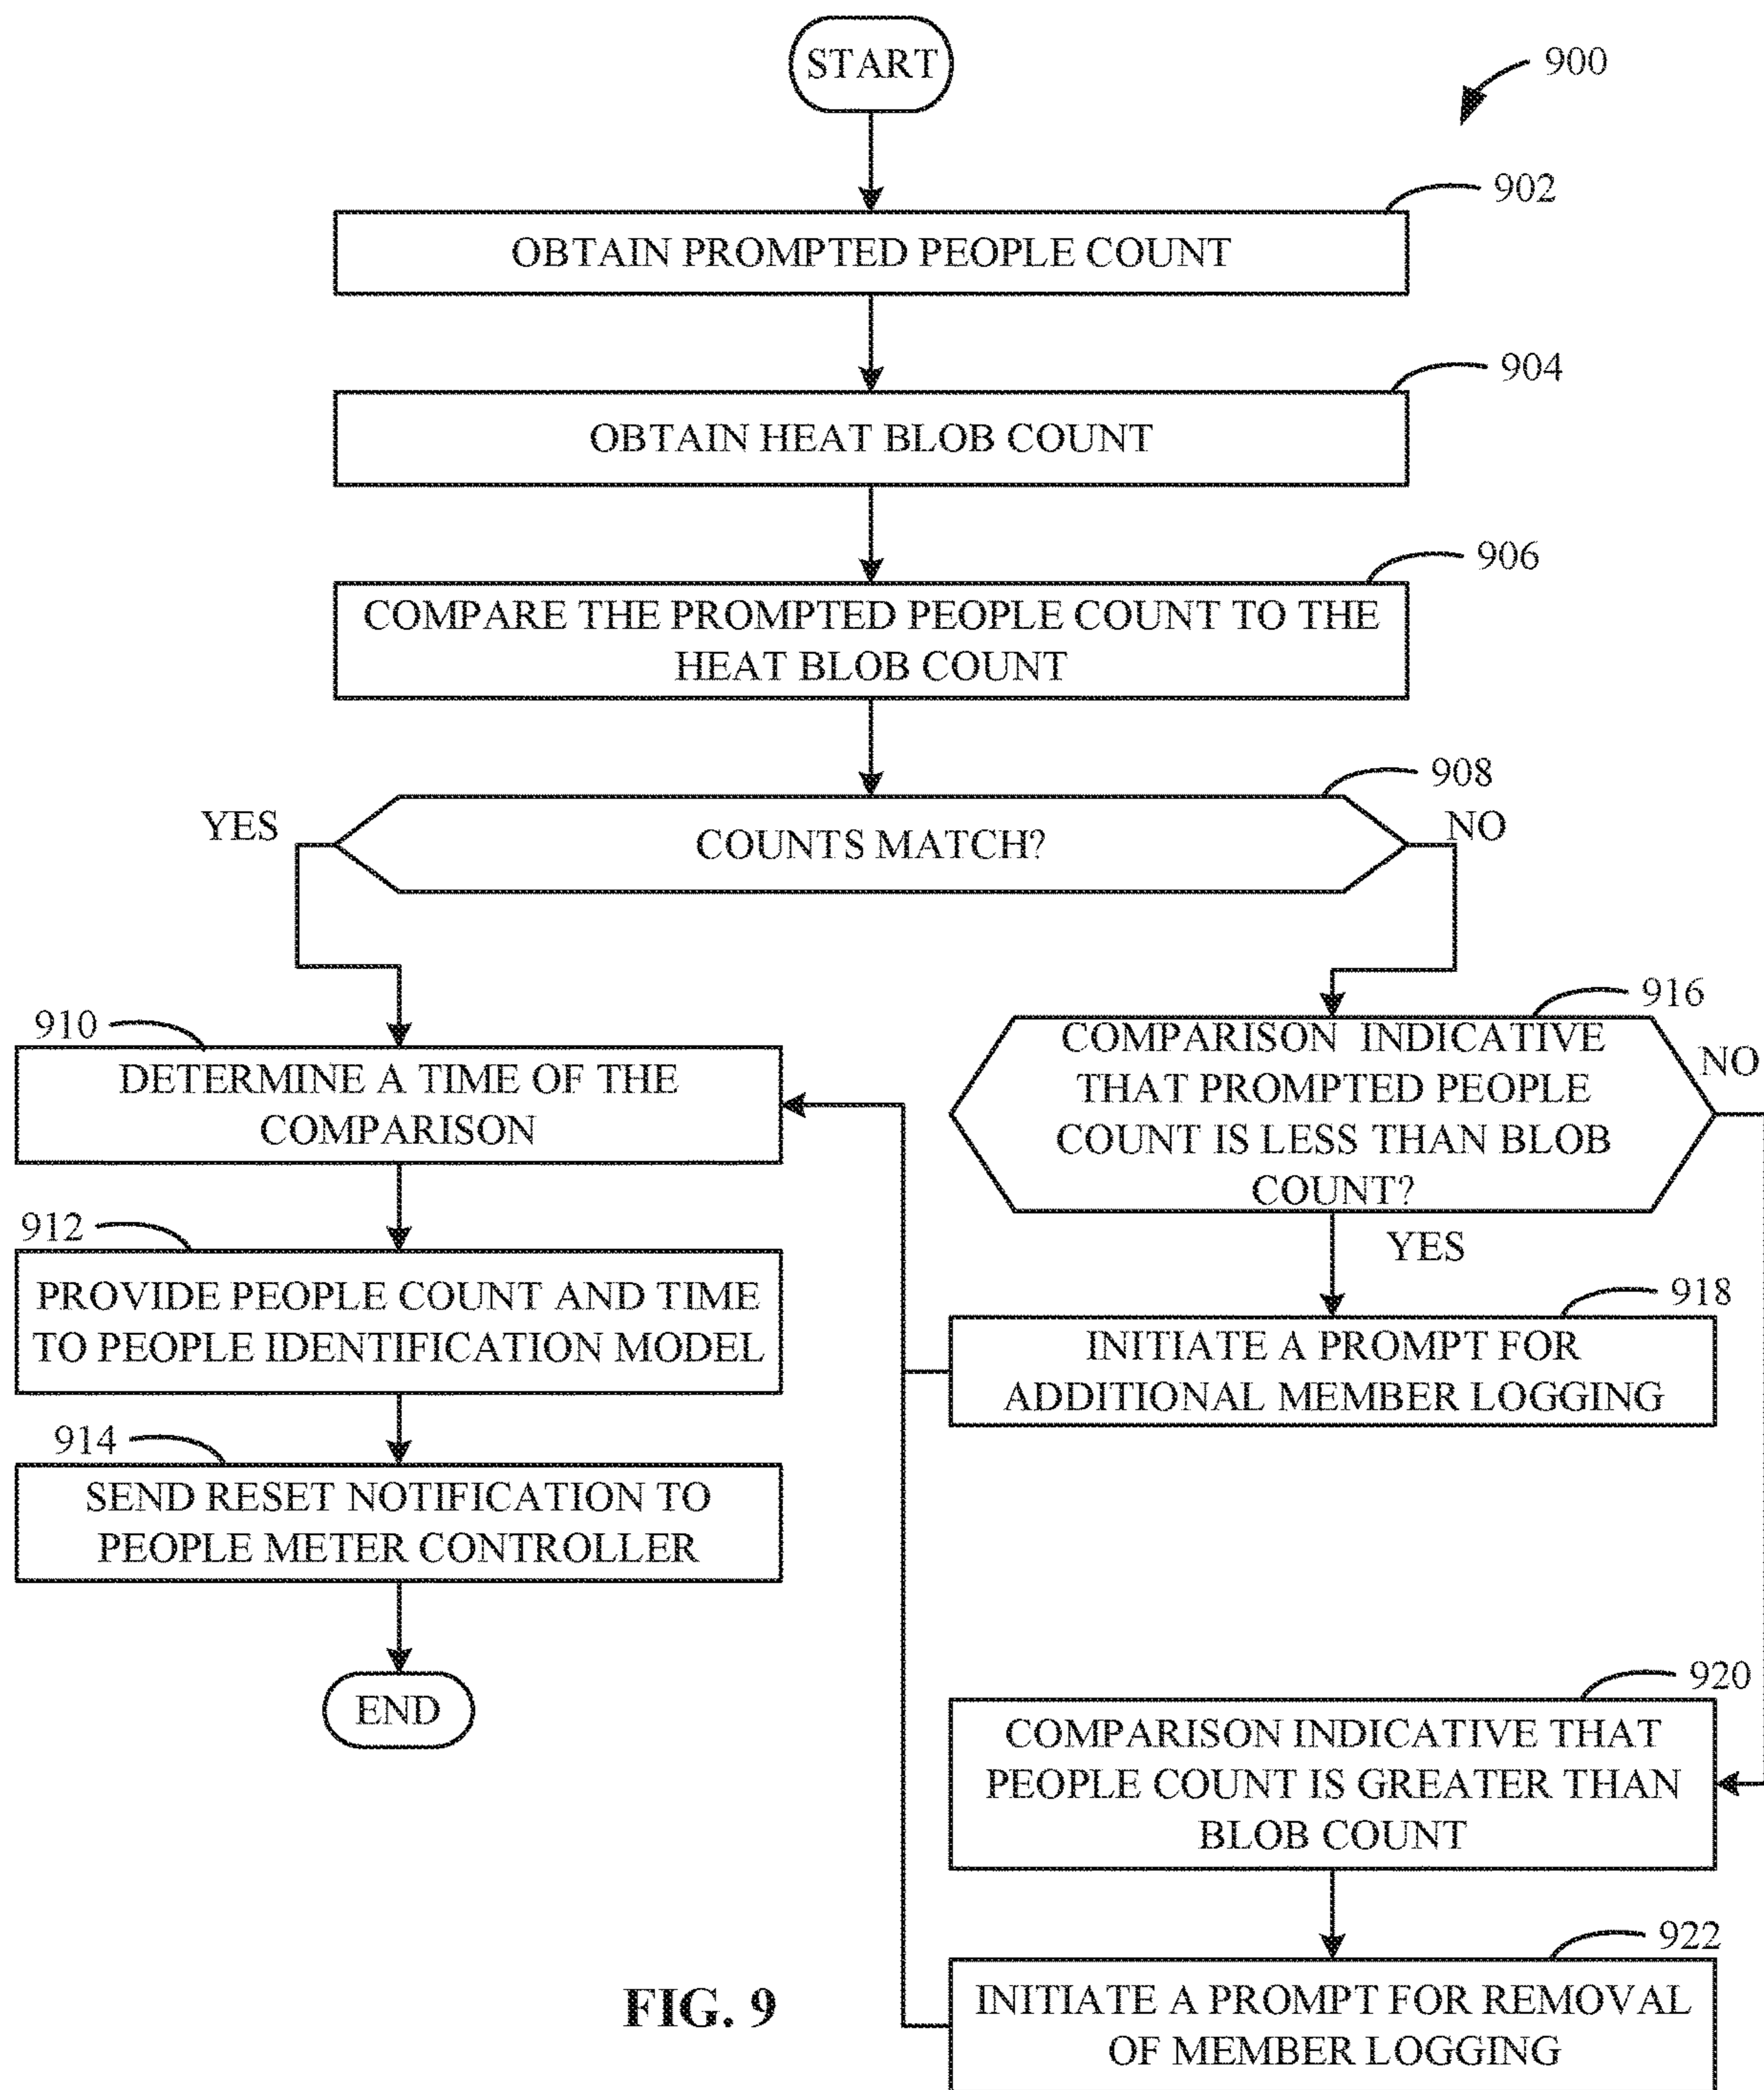 START
900
902
OBTAIN PROMPTED PEOPLE COUNT
904
OBTAIN HEAT BLOB COUNT
906
COMPARE THE PROMPTED PEOPLE COUNT TO THE
HEAT BLOB COUNT
908
YES
COUNTS MATCH?
NO
910
DETERMINE A TIME OF THE
COMPARISON
916
COMPARISON INDICATIVE
THAT PROMPTED PEOPLE
COUNT IS LESS THAN BLOB
COUNT?
NO
YES
912
PROVIDE PEOPLE COUNT AND TIME
TO PEOPLE IDENTIFICATION MODEL
918
INITIATE A PROMPT FOR
ADDITIONAL MEMBER LOGGING
914
SEND RESET NOTIFICATION TO
PEOPLE METER CONTROLLER
END
920
COMPARISON INDICATIVE THAT
PEOPLE COUNT IS GREATER THAN
BLOB COUNT
922
INITIATE A PROMPT FOR REMOVAL
OF MEMBER LOGGING
FIG. 9